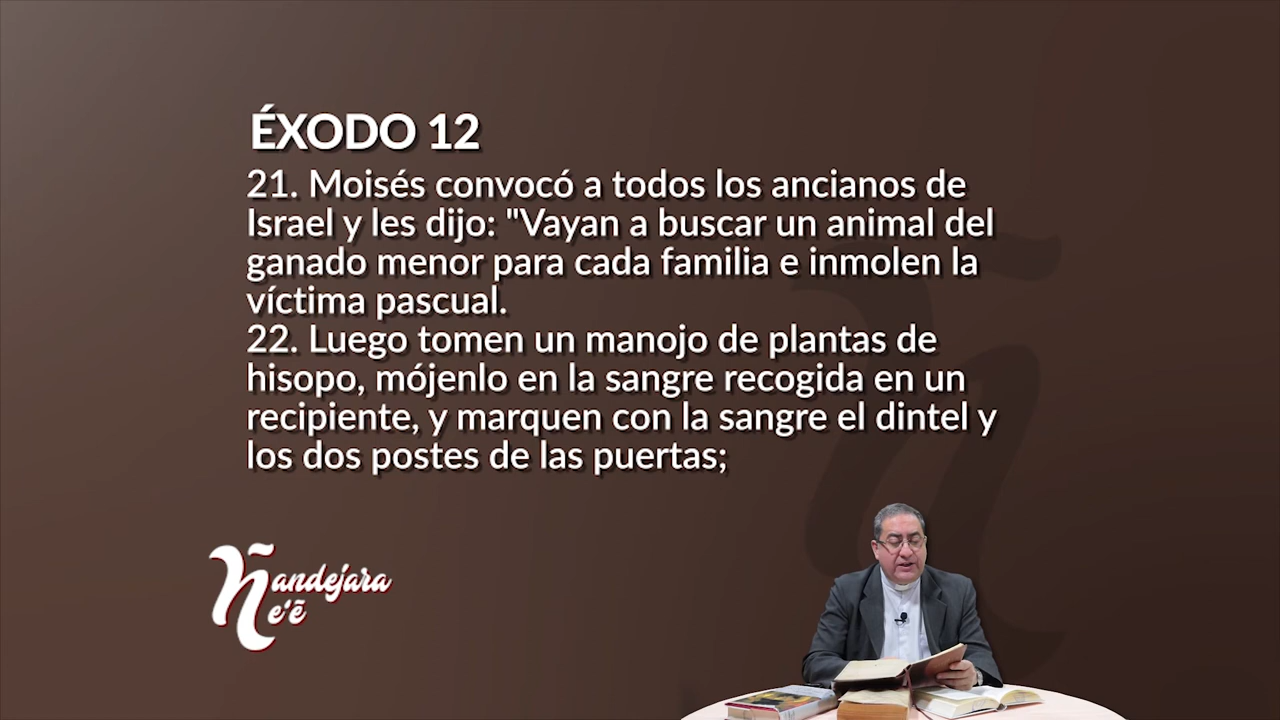 ÉXODO 12
21. Moisés convocó a todos los ancianos de
Israel y les dijo: "Vayan a buscar un animal del
ganado menor para cada familia e inmolen la
víctima pascual.
22. Luego tomen un manojo de plantas de
hisopo, mójenlo en la sangre recogida en un
recipiente, y marquen con la sangre el dintel y
los dos postes de las puertas;
Ñandejara
Ñe'ẽ